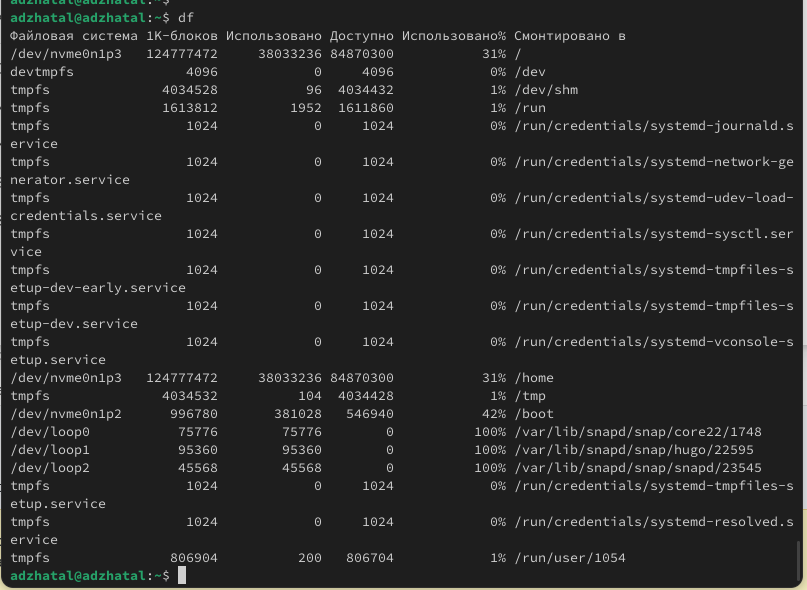 adzhatal@adzhatal:~$ df
Файловая система 1K-блоков Использовано Доступно Использовано% Смонтировано в
/dev/nvme0n1p3   124777472     38033236 84870300           31% /
devtmpfs              4096            0     4096            0% /dev
tmpfs              4034528           96  4034432            1% /dev/shm
tmpfs              1613812         1952  1611860            1% /run
tmpfs                 1024            0     1024            0% /run/credentials/systemd-journald.s
ervice
tmpfs                 1024            0     1024            0% /run/credentials/systemd-network-ge
nerator.service
tmpfs                 1024            0     1024            0% /run/credentials/systemd-udev-load-
credentials.service
tmpfs                 1024            0     1024            0% /run/credentials/systemd-sysctl.ser
vice
tmpfs                 1024            0     1024            0% /run/credentials/systemd-tmpfiles-s
etup-dev-early.service
tmpfs                 1024            0     1024            0% /run/credentials/systemd-tmpfiles-s
etup-dev.service
tmpfs                 1024            0     1024            0% /run/credentials/systemd-vconsole-s
etup.service
/dev/nvme0n1p3   124777472     38033236 84870300           31% /home
tmpfs              4034532          104  4034428            1% /tmp
/dev/nvme0n1p2      996780       381028   546940           42% /boot
/dev/loop0           75776        75776        0          100% /var/lib/snapd/snap/core22/1748
/dev/loop1           95360        95360        0          100% /var/lib/snapd/snap/hugo/22595
/dev/loop2           45568        45568        0          100% /var/lib/snapd/snap/snapd/23545
tmpfs                 1024            0     1024            0% /run/credentials/systemd-tmpfiles-s
etup.service
tmpfs                 1024            0     1024            0% /run/credentials/systemd-resolved.s
ervice
tmpfs               806904          200   806704            1% /run/user/1054
adzhatal@adzhatal:~$